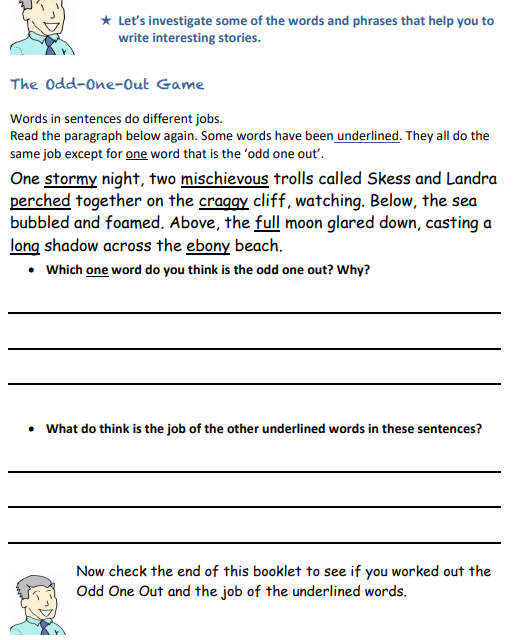 ★ Let's investigate some of the words and phrases that help you to
write interesting stories.
The Odd-One-Out Game
Words in sentences do different jobs.
Read the paragraph below again. Some words have been underlined. They all do the
same job except for one word that is the 'odd one out'.
One stormy night, two mischievous trolls called Skess and Landra
perched together on the craggy cliff, watching. Below, the sea
bubbled and foamed. Above, the full moon glared down, casting a
long shadow across the ebony beach.
• Which one word do you think is the odd one out? Why?
• What do think is the job of the other underlined words in these sentences?
Now check the end of this booklet to see if you worked out the
Odd One Out and the job of the underlined words.